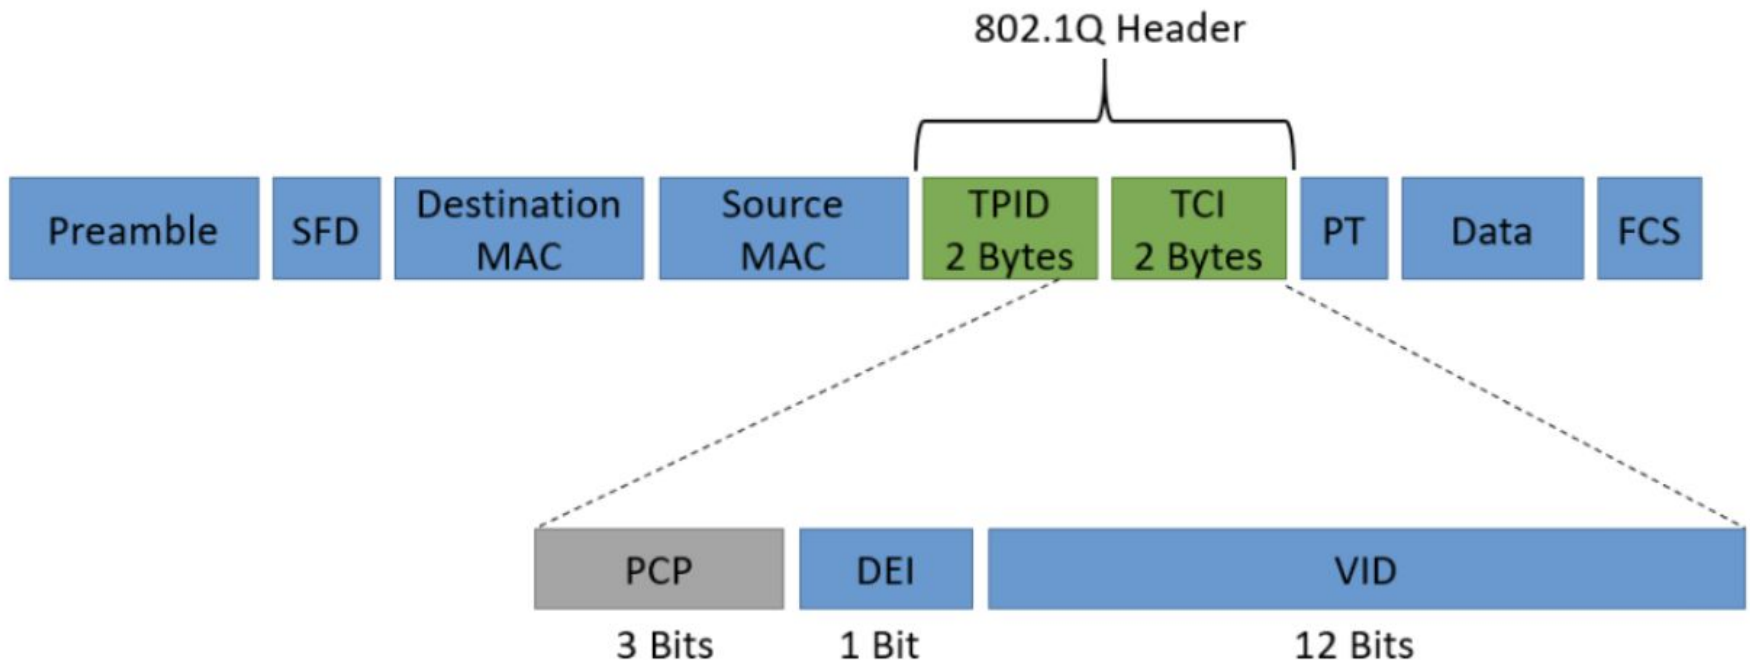 802.1Q Header
Preamble
SFD
Destination
MAC
Source
MAC
TPID
2 Bytes
TCI
2 Bytes
PT
Data
FCS
PCP
DEI
VID
3 Bits
1 Bit
12 Bits